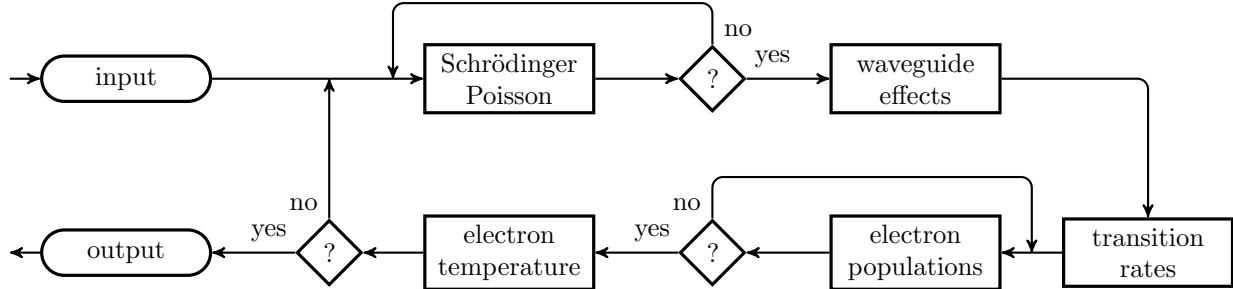 no
input
Schrödinger
Poisson
?
yes
waveguide
effects
no
no
output
yes
?
electron
temperature
yes
?
electron
populations
transition
rates